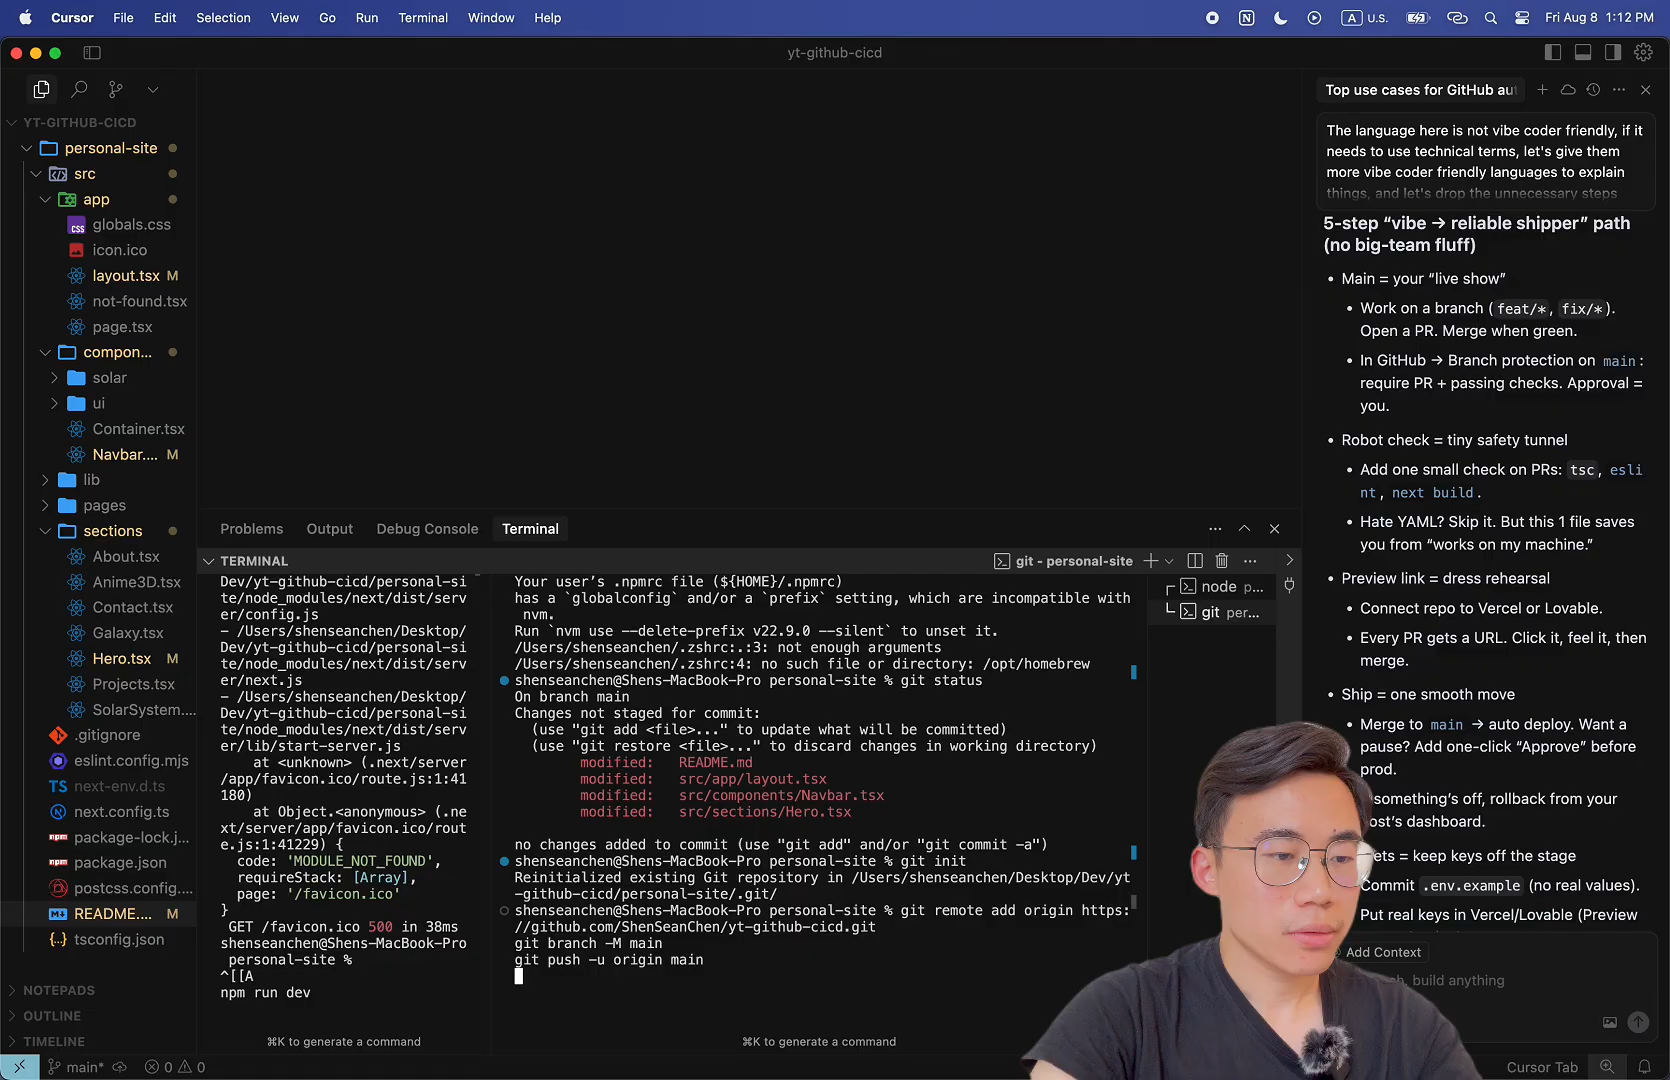 Cursor File Edit Selection View Go Run Terminal Window Help
A U.S.
Fri Aug 8 1:12 PM
yt-github-cicd
YT-GITHUB-CICD
personal-site
src
app
globals.css
icon.ico
layout.tsx M
not-found.tsx
page.tsx
compon...
solar
ui
Container.tsx
Navbar.... M
lib
pages
sections
About.tsx
Anime3D.tsx
Contact.tsx
Galaxy.tsx
Hero.tsx M
Projects.tsx
SolarSystem....
.gitignore
eslint.config.mjs
TS next-env.d.ts
next.config.ts
package-lock.j...
package.json
postcss.config....
README.... M
tsconfig.json
NOTEPADS
OUTLINE
TIMELINE
main*
0 0
Problems Output Debug Console Terminal
TERMINAL
git - personal-site
node p...
git per...
Dev/yt-github-cicd/personal-si
te/node_modules/next/dist/serv
er/config.js
- /Users/shenseanchen/Desktop/
Dev/yt-github-cicd/personal-si
te/node_modules/next/dist/serv
er/next.js
- /Users/shenseanchen/Desktop/
Dev/yt-github-cicd/personal-si
te/node_modules/next/dist/serv
er/lib/start-server.js
at <unknown> (.next/server
/app/favicon.ico/route.js:1:41
180)
at Object.<anonymous> (.ne
xt/server/app/favicon.ico/rout
e.js:1:41229) {
code: 'MODULE_NOT_FOUND',
requireStack: [Array],
page: '/favicon.ico'
}
GET /favicon.ico 500 in 38ms
shenseanchen@Shens-MacBook-Pro
personal-site %
^[[A
npm run dev
⌘K to generate a command
Your user’s .npmrc file (${HOME}/.npmrc)
has a `globalconfig` and/or a `prefix` setting, which are incompatible with
nvm.
Run `nvm use --delete-prefix v22.9.0 --silent` to unset it.
/Users/shenseanchen/.zshrc:.:3: not enough arguments
/Users/shenseanchen/.zshrc:4: no such file or directory: /opt/homebrew
shenseanchen@Shens-MacBook-Pro personal-site % git status
On branch main
Changes not staged for commit:
(use "git add <file>..." to update what will be committed)
(use "git restore <file>..." to discard changes in working directory)
modified: README.md
modified: src/app/layout.tsx
modified: src/components/Navbar.tsx
modified: src/sections/Hero.tsx
no changes added to commit (use "git add" and/or "git commit -a")
shenseanchen@Shens-MacBook-Pro personal-site % git init
Reinitialized existing Git repository in /Users/shenseanchen/Desktop/Dev/yt
-github-cicd/personal-site/.git/
shenseanchen@Shens-MacBook-Pro personal-site % git remote add origin https:
//github.com/ShenSeanChen/yt-github-cicd.git
git branch -M main
git push -u origin main
⌘K to generate a command
Top use cases for GitHub au
The language here is not vibe coder friendly, if it
needs to use technical terms, let's give them
more vibe coder friendly languages to explain
things, and let's drop the unnecessary steps
5-step “vibe → reliable shipper” path
(no big-team fluff)
• Main = your “live show”
• Work on a branch (feat/*, fix/*).
Open a PR. Merge when green.
• In GitHub → Branch protection on main:
require PR + passing checks. Approval =
you.
• Robot check = tiny safety tunnel
• Add one small check on PRs: tsc, esli
nt, next build.
• Hate YAML? Skip it. But this 1 file saves
you from “works on my machine.”
• Preview link = dress rehearsal
• Connect repo to Vercel or Lovable.
• Every PR gets a URL. Click it, feel it, then
merge.
• Ship = one smooth move
• Merge to main → auto deploy. Want a
pause? Add one-click “Approve” before
prod.
something’s off, rollback from your
ost’s dashboard.
ets = keep keys off the stage
Commit .env.example (no real values).
Put real keys in Vercel/Lovable (Preview
Add Context
build anything
Cursor Tab